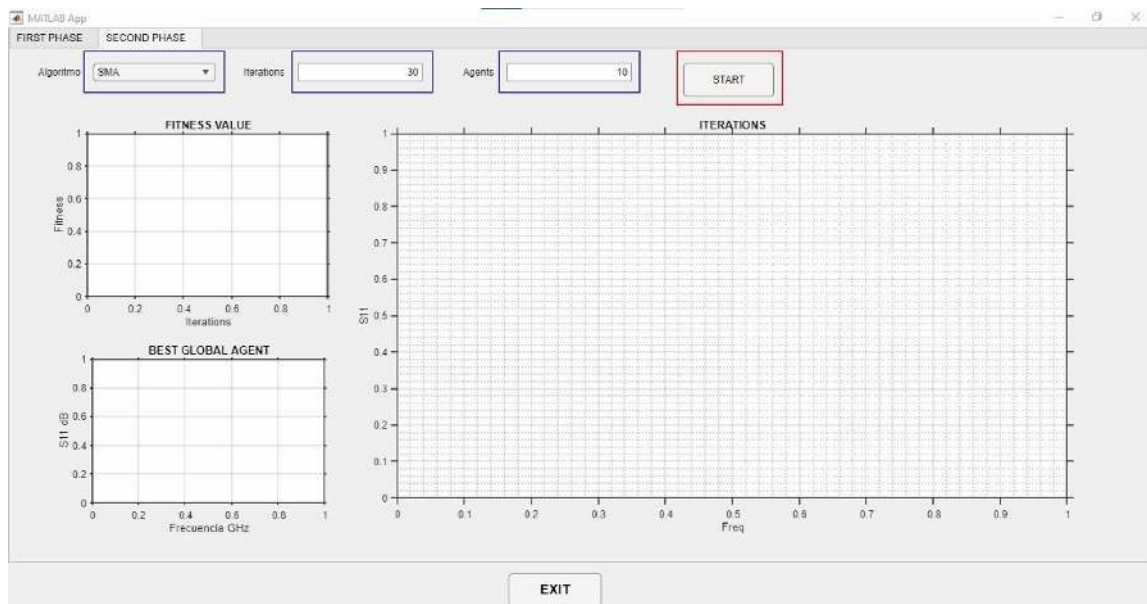 MATLAB App
FIRST PHASE SECOND PHASE
Algoritmo SMA Iterations 30 Agents 10 START
FITNESS VALUE
1
0.8
0.6
0.4
0.2
0
Fitness
0 0.2 0.4 0.6 0.8 1
Iterations
BEST GLOBAL AGENT
1
0.8
0.6
0.4
0.2
0
S11 dB
0 0.2 0.4 0.6 0.8 1
Frecuencia GHz
ITERATIONS
1
0.9
0.8
0.7
0.6
0.5
0.4
0.3
0.2
0.1
0
S11
0 0.1 0.2 0.3 0.4 0.5 0.6 0.7 0.8 0.9 1
Freq
EXIT